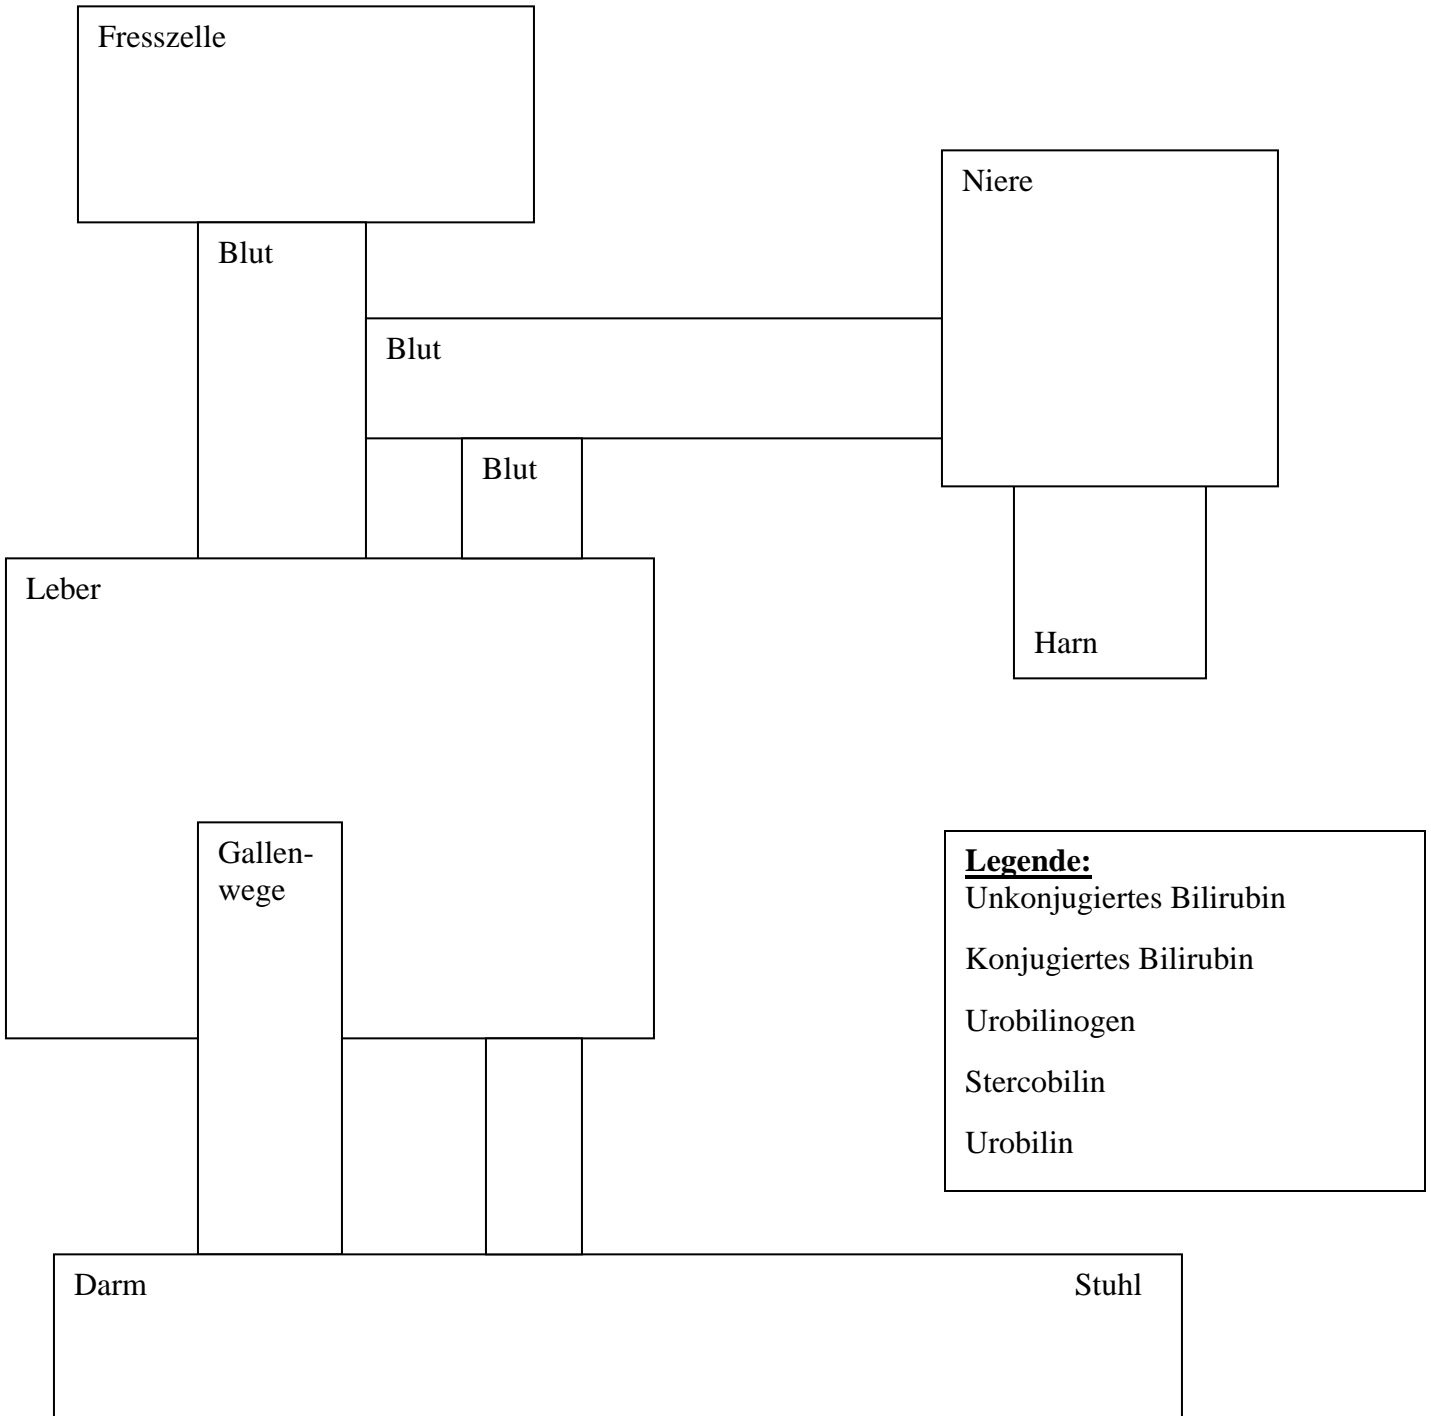 Fresszelle
Niere
Blut
Blut
Blut
Leber
Harn
Gallen-
wege
Legende:
Unkonjugiertes Bilirubin
Konjugiertes Bilirubin
Urobilinogen
Stercobilin
Urobilin
Darm
Stuhl